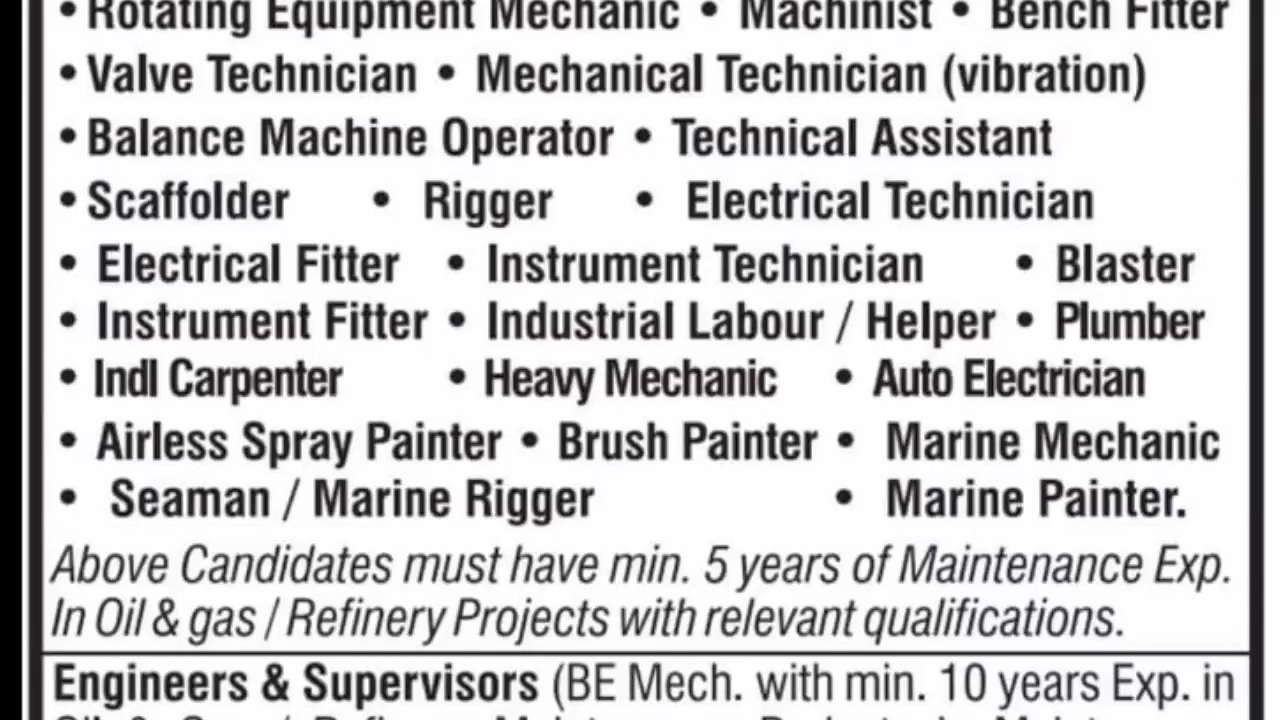 • Rotating Equipment Mechanic • Machinist • Bench Fitter
• Valve Technician • Mechanical Technician (vibration)
• Balance Machine Operator • Technical Assistant
• Scaffolder • Rigger • Electrical Technician
• Electrical Fitter • Instrument Technician • Blaster
• Instrument Fitter • Industrial Labour / Helper • Plumber
• Indl Carpenter • Heavy Mechanic • Auto Electrician
• Airless Spray Painter • Brush Painter • Marine Mechanic
• Seaman / Marine Rigger • Marine Painter.
Above Candidates must have min. 5 years of Maintenance Exp.
In Oil & gas / Refinery Projects with relevant qualifications.
Engineers & Supervisors (BE Mech. with min. 10 years Exp. in